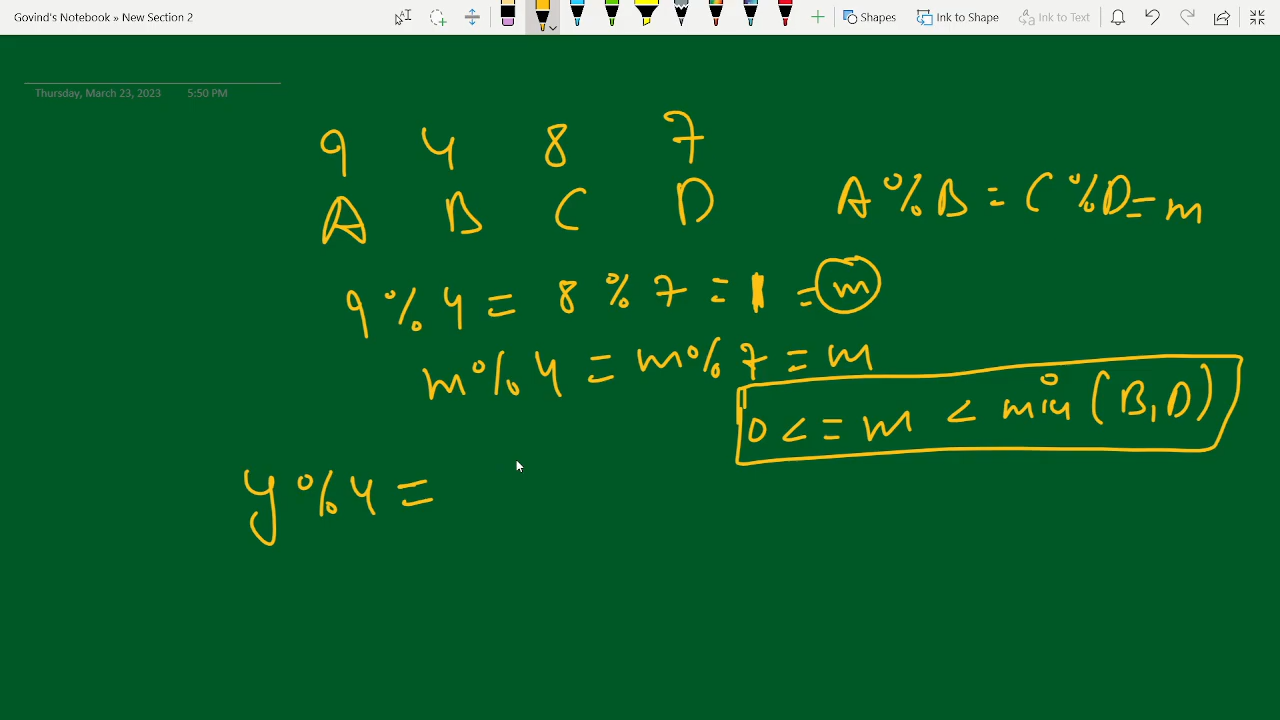 Govind's Notebook » New Section 2
Shapes Ink to Shape Ink to Text
Thursday, March 23, 2023 5:50 PM
9 4 8 7
A B C D
A % B = C % D = m
9 % 4 = 8 % 7 = 1 = m
m % 4 = m % 7 = m
0 < = m < min (B, D)
y % 4 =